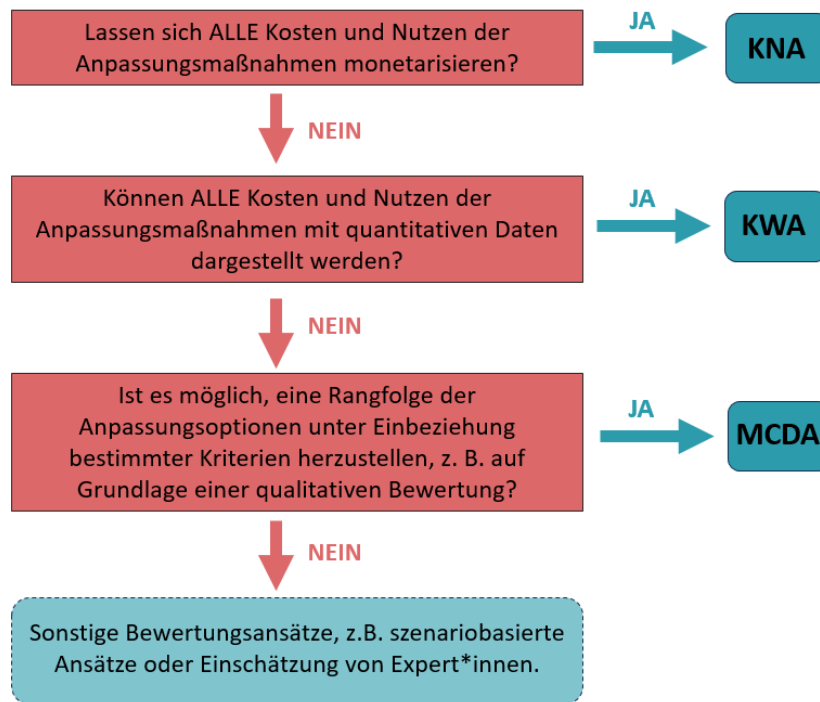 Lassen sich ALLE Kosten und Nutzen der
Anpassungsmaßnahmen monetarisieren?
JA
KNA
NEIN
Können ALLE Kosten und Nutzen der
Anpassungsmaßnahmen mit quantitativen Daten
dargestellt werden?
JA
KWA
NEIN
Ist es möglich, eine Rangfolge der
Anpassungsoptionen unter Einbeziehung
bestimmter Kriterien herzustellen, z. B. auf
Grundlage einer qualitativen Bewertung?
JA
MCDA
NEIN
Sonstige Bewertungsansätze, z.B. szenariobasierte
Ansätze oder Einschätzung von Expert*innen.